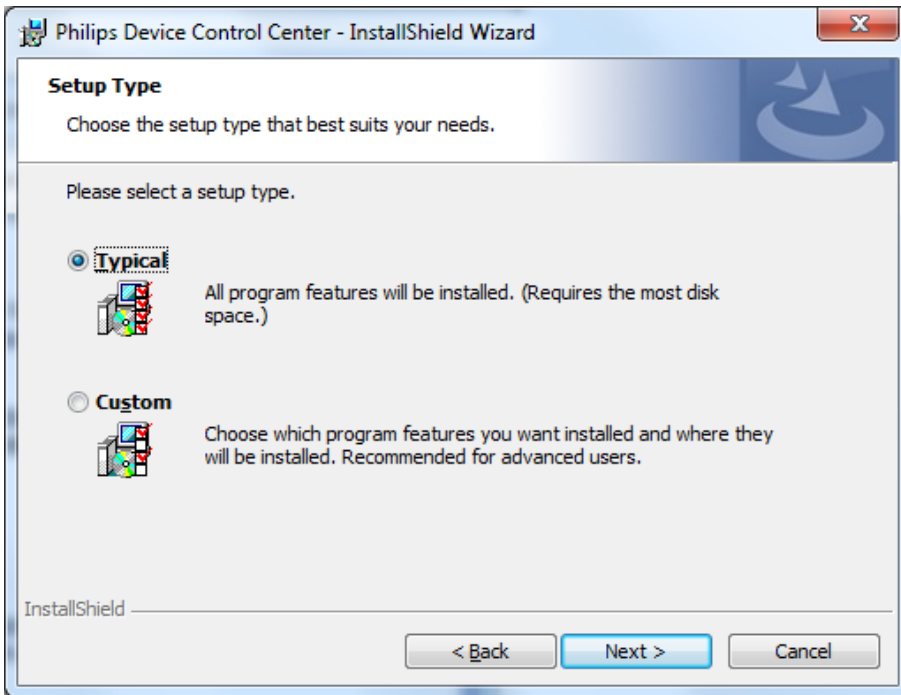 Philips Device Control Center - InstallShield Wizard
Setup Type
Choose the setup type that best suits your needs.
Please select a setup type.
Typical
All program features will be installed. (Requires the most disk
space.)
Custom
Choose which program features you want installed and where they
will be installed. Recommended for advanced users.
InstallShield
< Back Next > Cancel